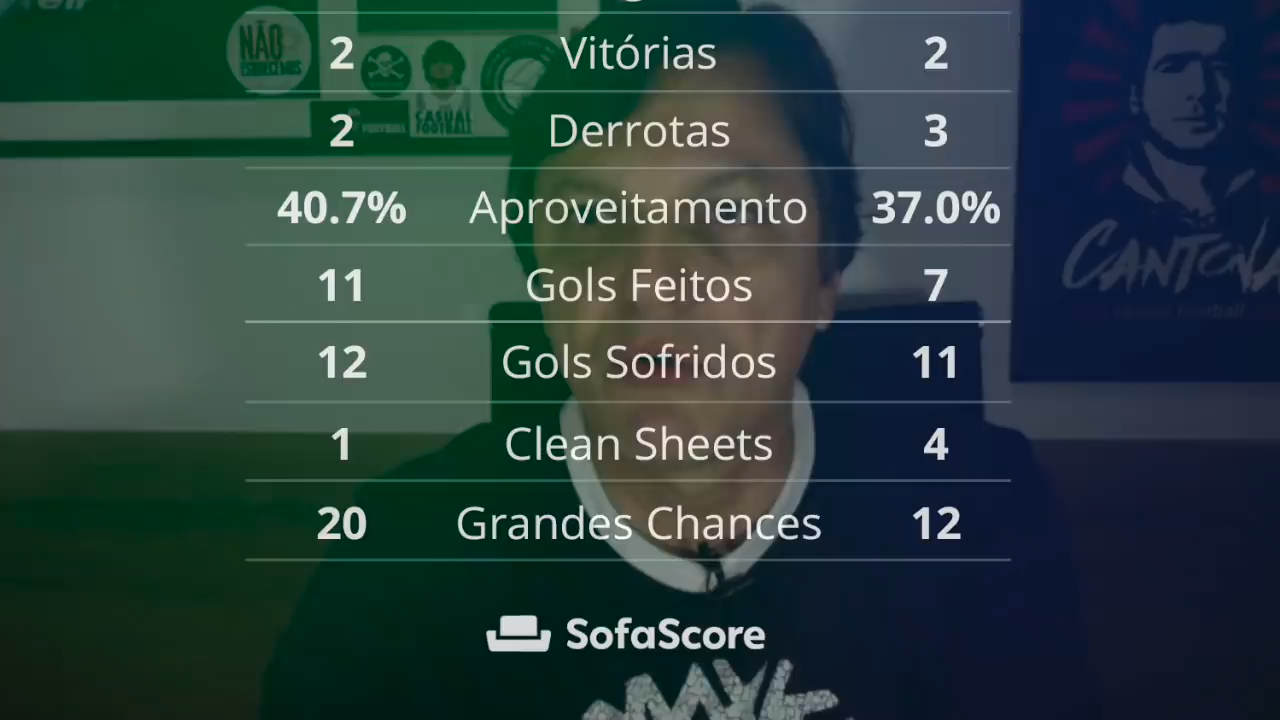 NÃO
ESQUECEMOS
CASUAL
FOOTBALL
2 Vitórias 2
2 Derrotas 3
40.7% Aproveitamento 37.0%
11 Gols Feitos 7
12 Gols Sofridos 11
1 Clean Sheets 4
20 Grandes Chances 12
SofaScore
CANTONA